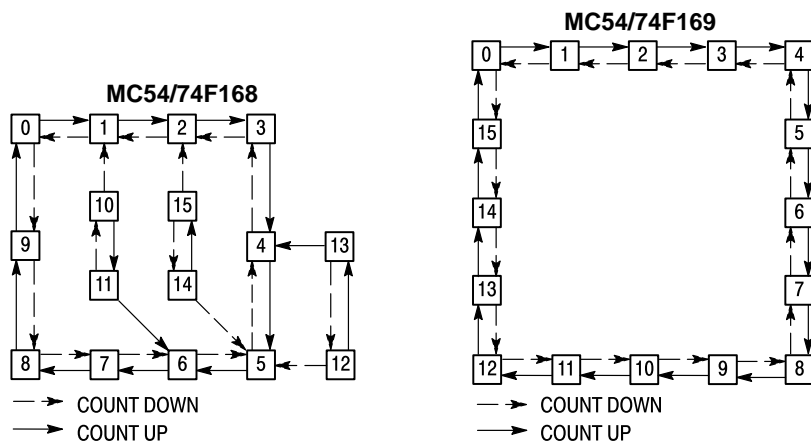 MC54/74F168
0 1 2 3
10 15
9 4 13
11 14
8 7 6 5 12
COUNT DOWN
COUNT UP
MC54/74F169
0 1 2 3 4
15 5
14 6
13 7
12 11 10 9 8
COUNT DOWN
COUNT UP